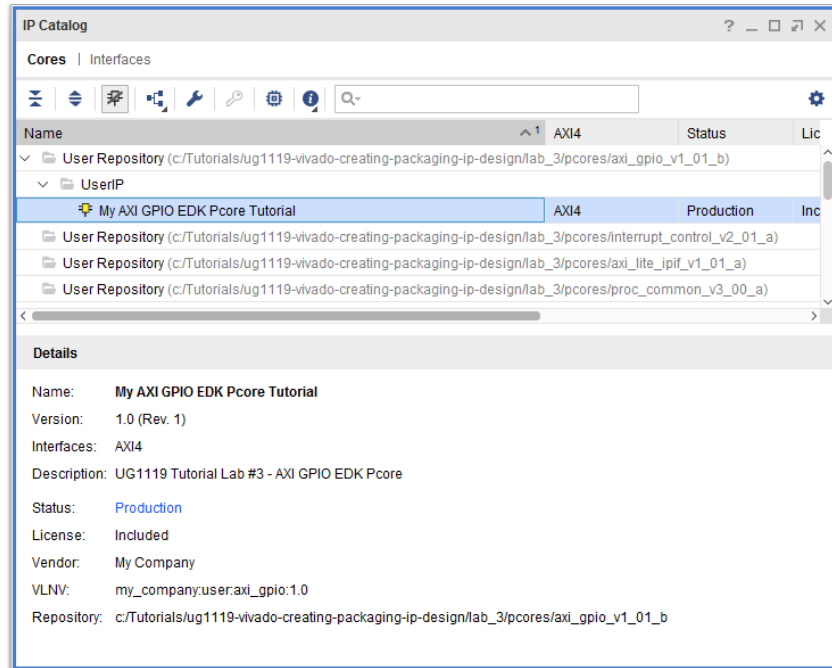 IP Catalog
Cores | Interfaces
Name 1 AXI4 Status Lic
User Repository (c:/Tutorials/ug1119-vivado-creating-packaging-ip-design/lab_3/pcores/axi_gpio_v1_01_b)
UserIP
My AXI GPIO EDK Pcore Tutorial AXI4 Production Inc
User Repository (c:/Tutorials/ug1119-vivado-creating-packaging-ip-design/lab_3/pcores/interrupt_control_v2_01_a)
User Repository (c:/Tutorials/ug1119-vivado-creating-packaging-ip-design/lab_3/pcores/axi_lite_ipif_v1_01_a)
User Repository (c:/Tutorials/ug1119-vivado-creating-packaging-ip-design/lab_3/pcores/proc_common_v3_00_a)
Details
Name: My AXI GPIO EDK Pcore Tutorial
Version: 1.0 (Rev. 1)
Interfaces: AXI4
Description: UG1119 Tutorial Lab #3 - AXI GPIO EDK Pcore
Status: Production
License: Included
Vendor: My Company
VLNV: my_company:user:axi_gpio:1.0
Repository: c:/Tutorials/ug1119-vivado-creating-packaging-ip-design/lab_3/pcores/axi_gpio_v1_01_b